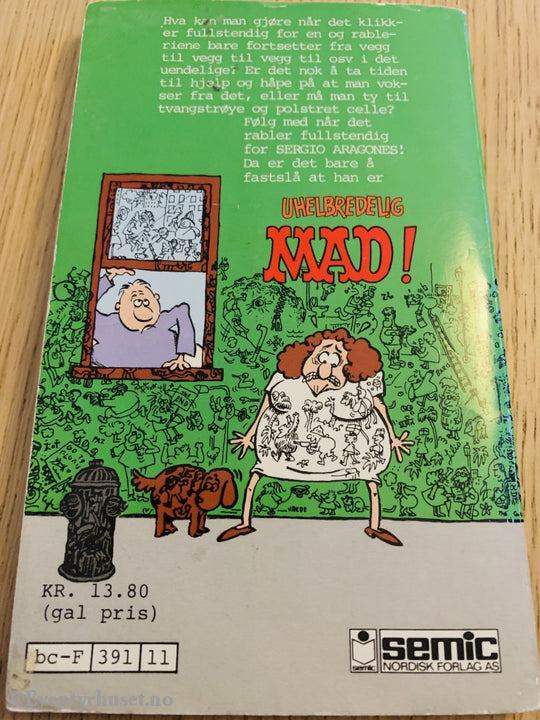 Hva kan man gjøre når det klikk-
er fullstendig for en og rable-
riene bare fortsetter fra vegg
til vegg til vegg til osv i det
uendelige? Er det nok å ta tiden
til hjelp og håpe på at man vok-
ser fra det, eller må man ty til
tvangstrøye og polstret celle?
Følg med når det
rabler fullstendig
for SERGIO ARAGONES!
Da er det bare å
fastslå at han er
UHELBREDELIG
MAD!
KR. 13.80
(gal pris)
bc-F 391 11
semic
semic
NORDISK FORLAG AS
Eventyrhuset.no